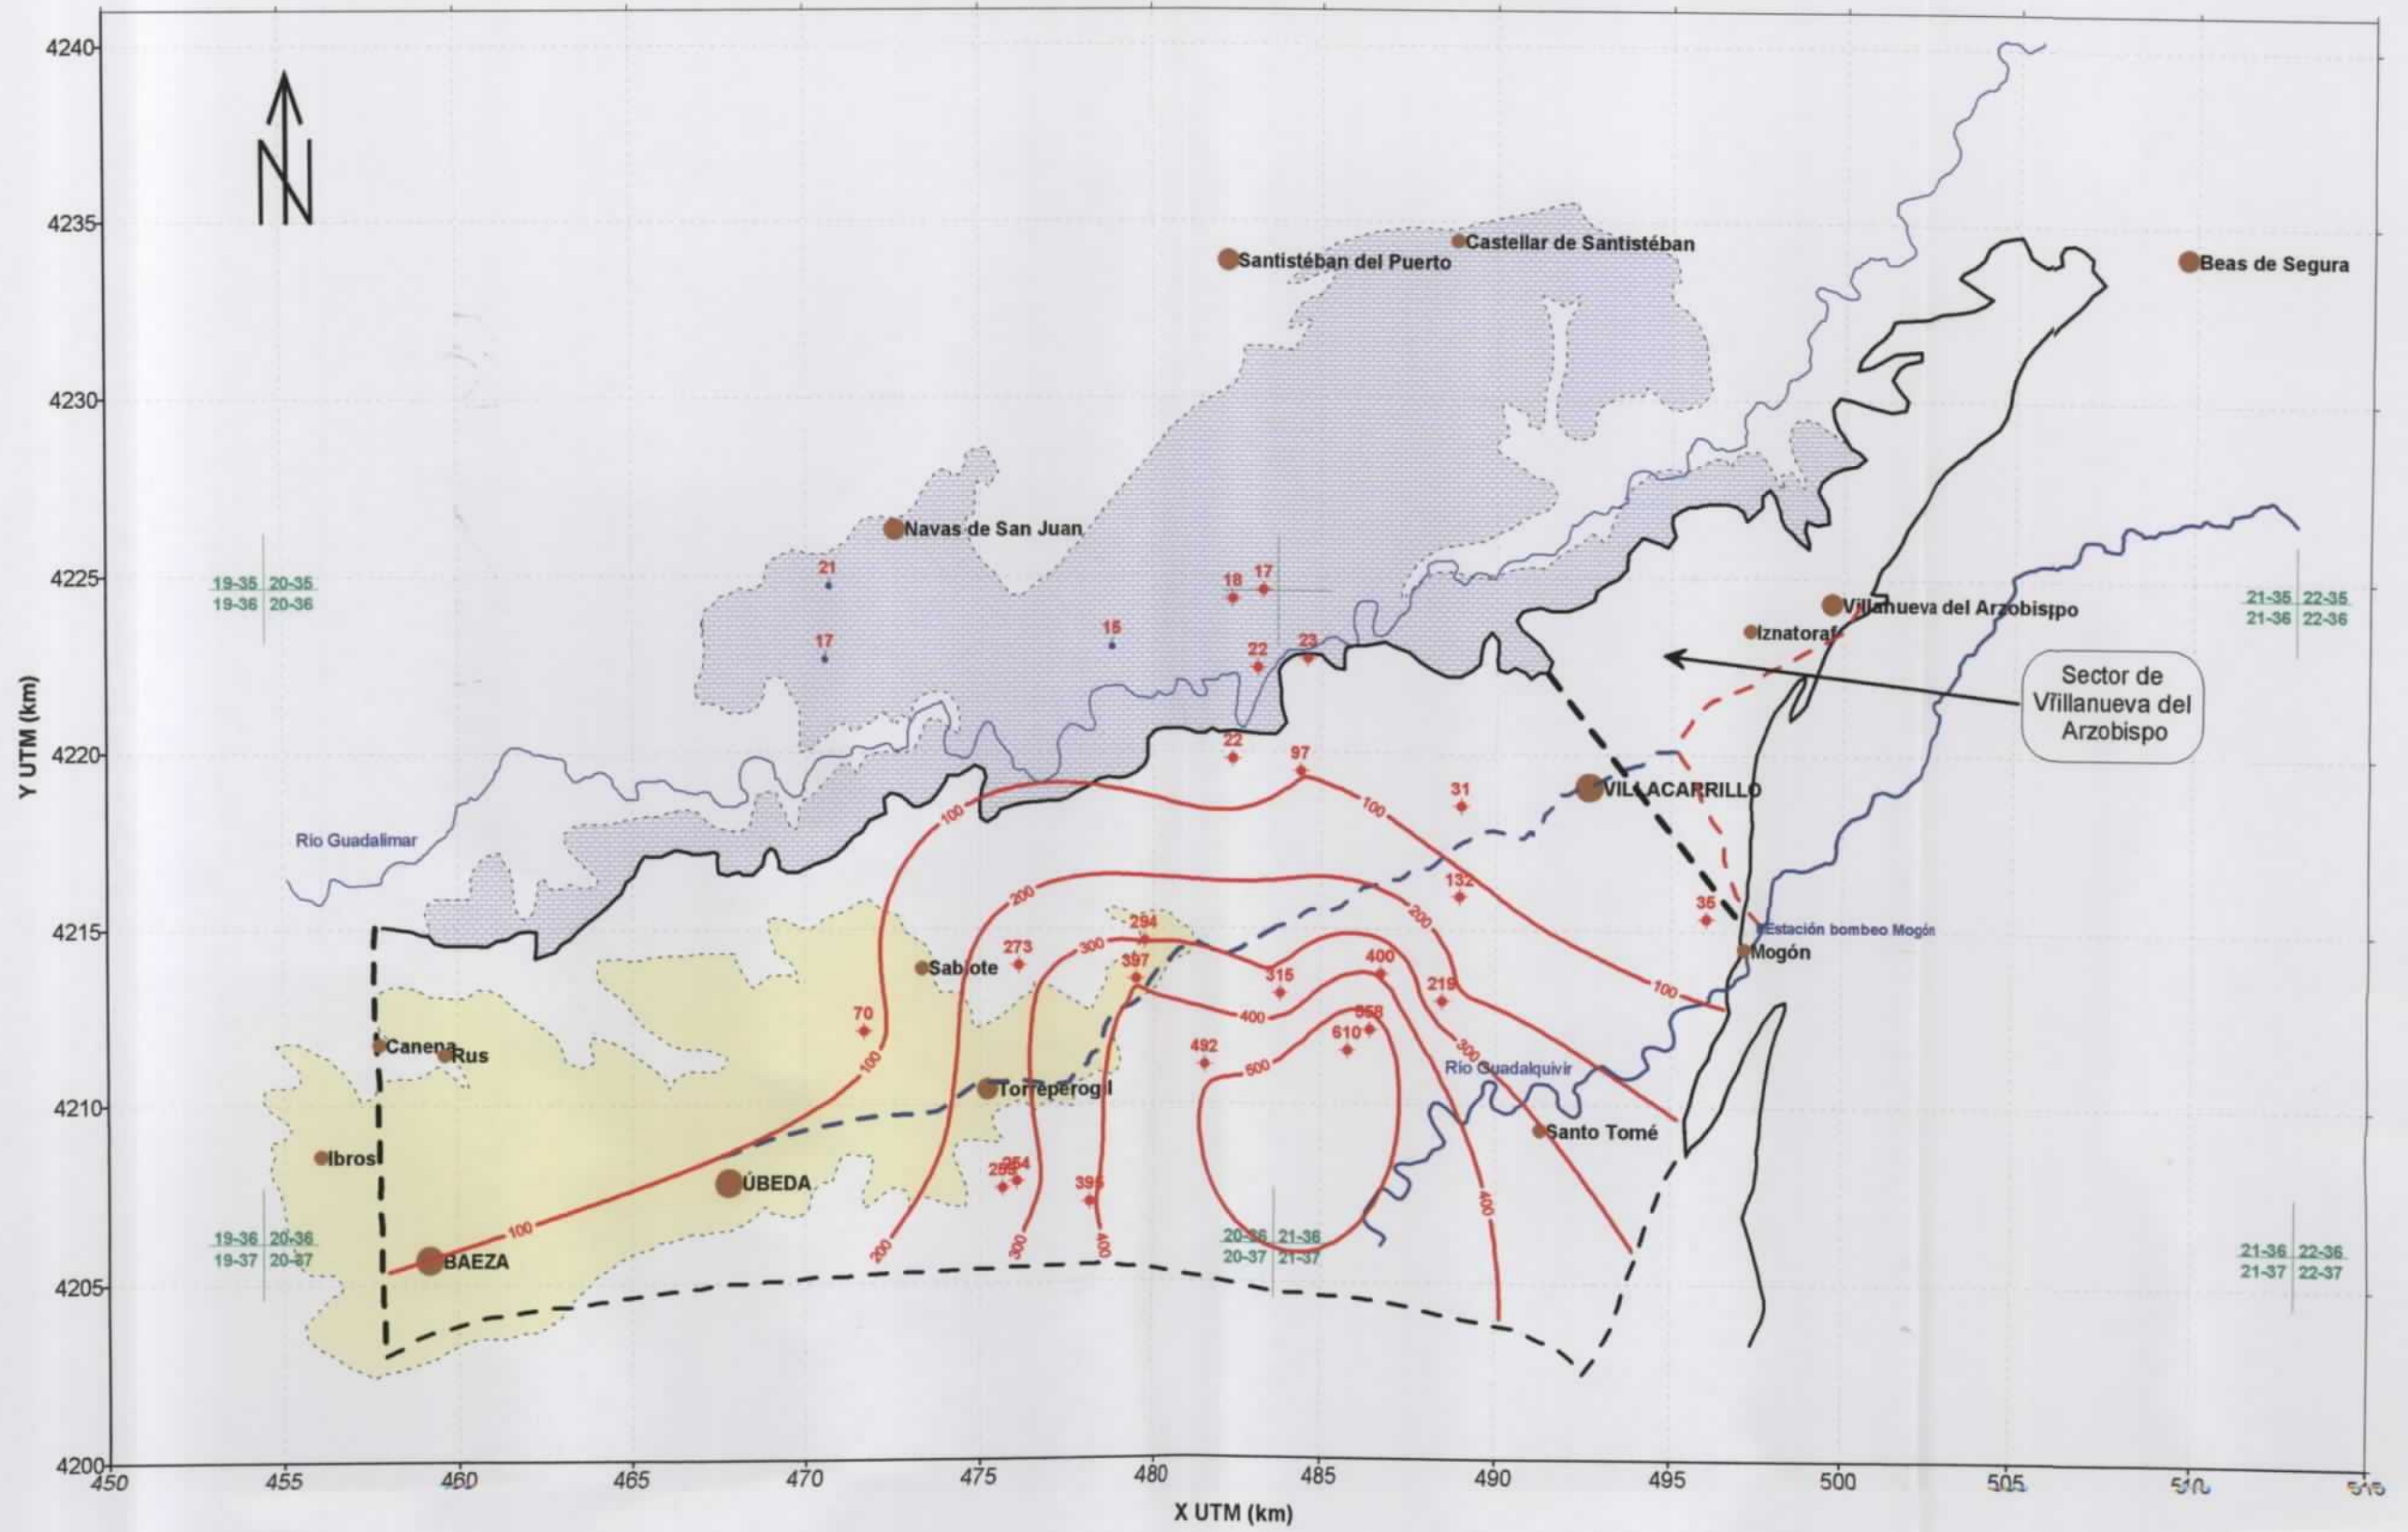 4240
4235
4230
4225
4220
4215
4210
4205
4200
Y UTM (km)
N
Castellar de Santistéban
Santistéban del Puerto
Beas de Segura
Navas de San Juan
21
18
17
19-35 20-35
19-36 20-36
21-35 22-35
21-36 22-36
Villanueva del Arzobispo
Iznatoraf
17
15
22
23
Sector de
Vïillanueva del
Arzobispo
22
97
31
VILLACARRILLO
100
100
Río Guadalimar
132
200
200
35
Estación bombeo Mogón
Mogón
294
273
300
397
315
400
219
100
Sabiote
70
400
558
610
492
500
300
Río Guadalquivir
Canena
Rus
100
Torreperogil
Santo Tomé
Ibros
254
ÚBEDA
400
100
200
300
400
19-36 20-36
19-37 20-37
20-36 21-36
20-37 21-37
21-36 22-36
21-37 22-37
BAEZA
450 455 460 465 470 475 480 485 490 495 500 505 510 515
X UTM (km)